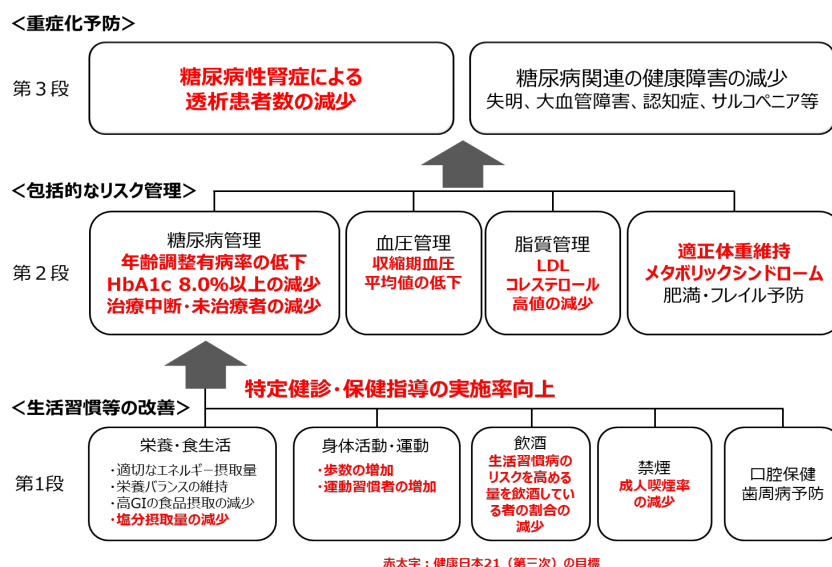 ＜重症化予防＞
第３段
糖尿病性腎症による
透析患者数の減少
糖尿病関連の健康障害の減少
失明、大血管障害、認知症、サルコペニア等
＜包括的なリスク管理＞
第２段
糖尿病管理
年齢調整有病率の低下
HbA1c 8.0%以上の減少
治療中断・未治療者の減少
血圧管理
収縮期血圧
平均値の低下
脂質管理
LDL
コレステロール
高値の減少
適正体重維持
メタボリックシンドローム
肥満・フレイル予防
特定健診・保健指導の実施率向上
＜生活習慣等の改善＞
第1段
栄養・食生活
・適切なエネルギー摂取量
・栄養バランスの維持
・高GIの食品摂取の減少
・塩分摂取量の減少
身体活動・運動
・歩数の増加
・運動習慣者の増加
飲酒
生活習慣病の
リスクを高める
量を飲酒してい
る者の割合の
減少
禁煙
成人喫煙率
の減少
口腔保健
歯周病予防
赤太字：健康日本21（第三次）の目標